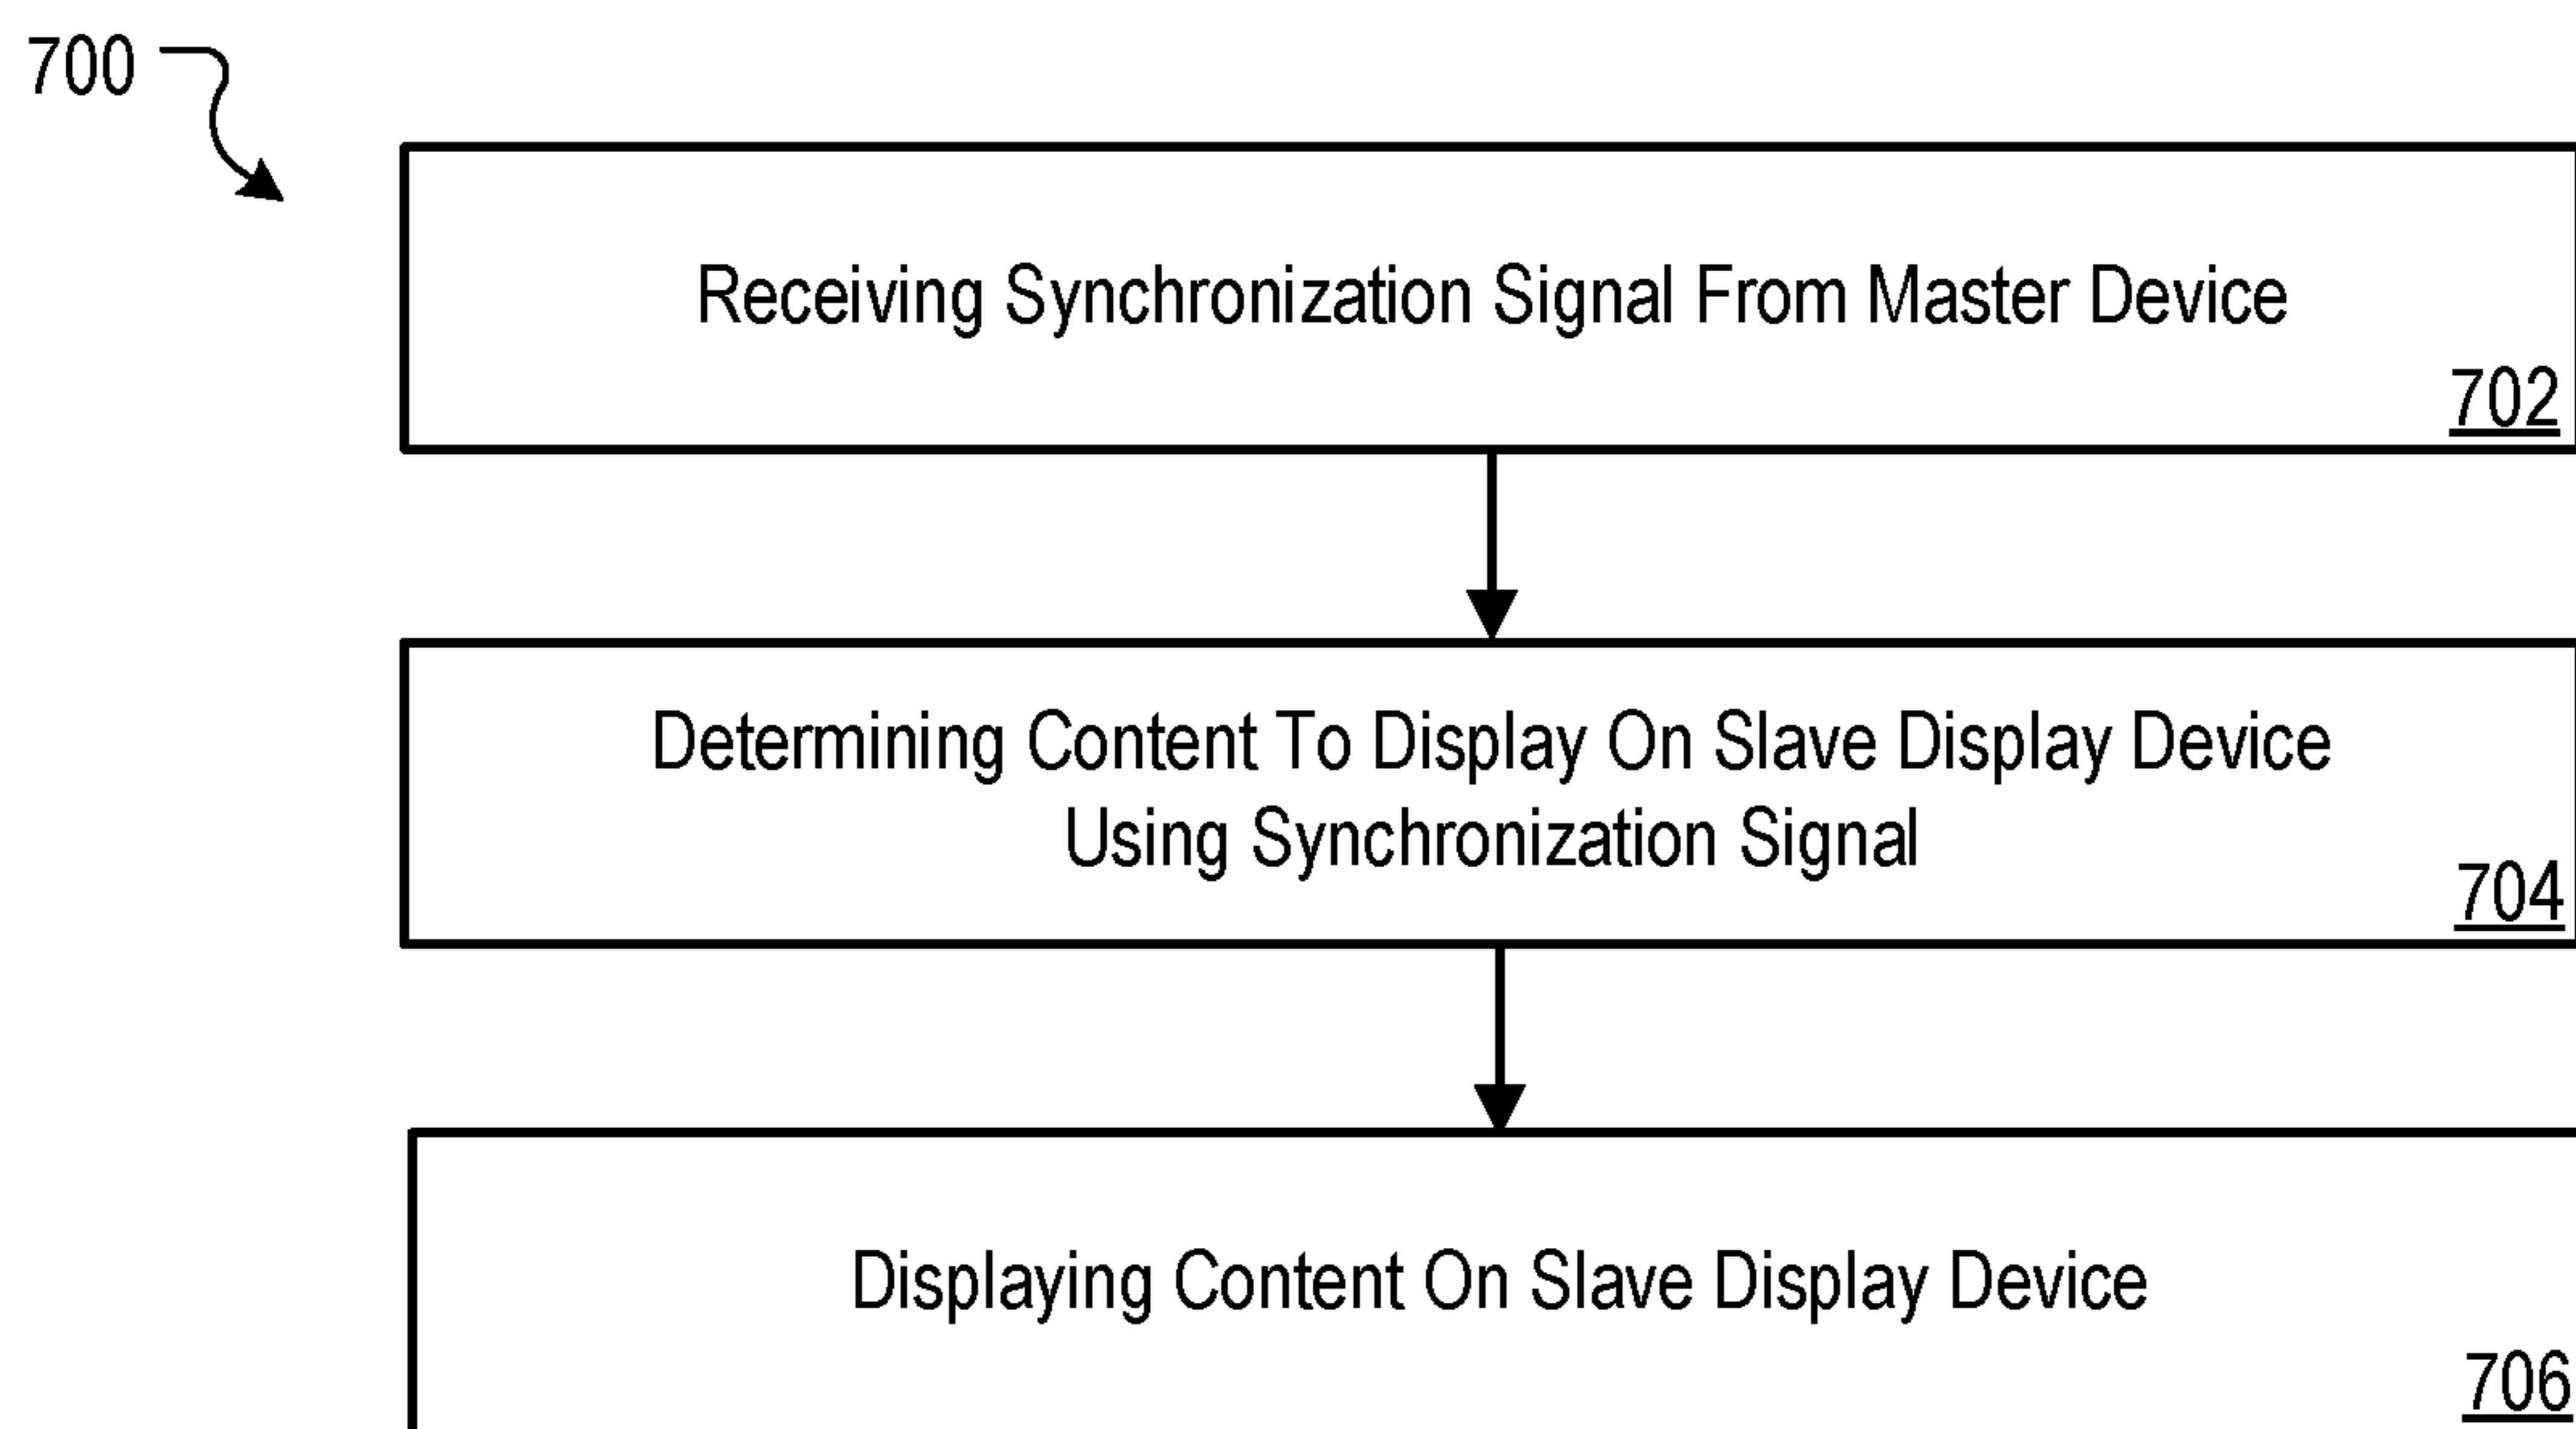 700
Receiving Synchronization Signal From Master Device
702
Determining Content To Display On Slave Display Device
Using Synchronization Signal
704
Displaying Content On Slave Display Device
706